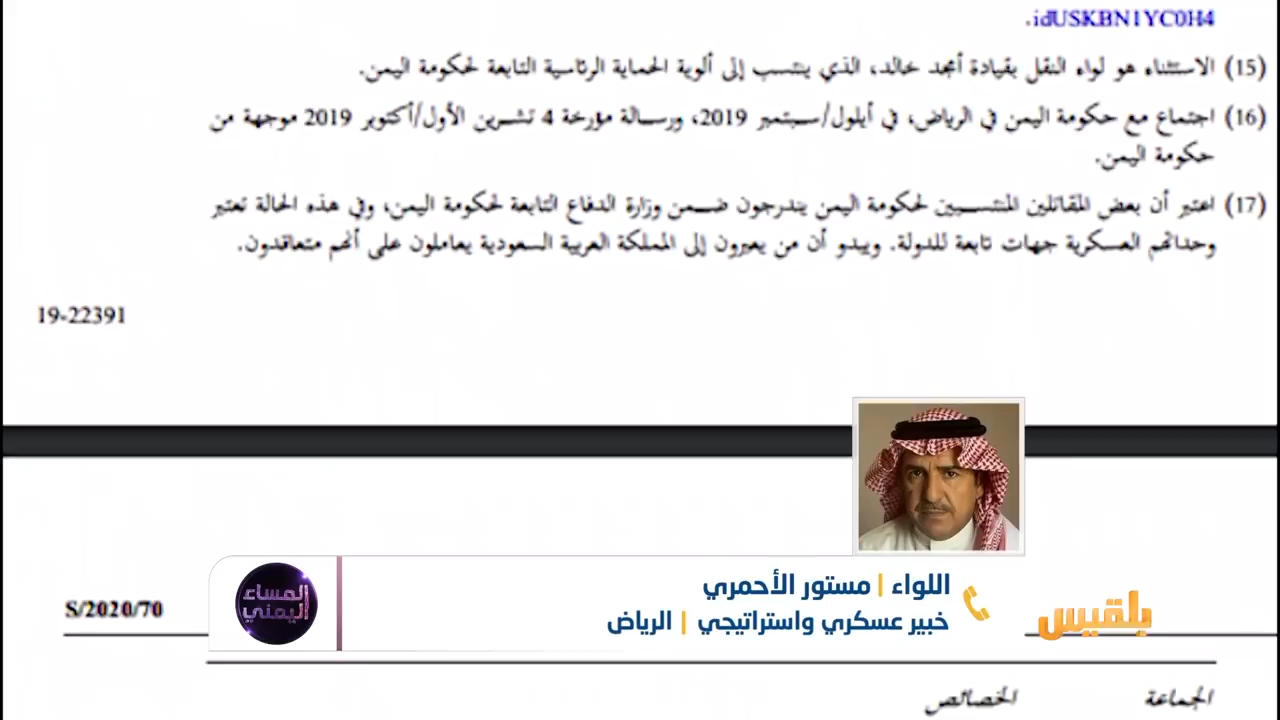 idUSKBN1YC0H4.
(15) الاستثناء هو لواء النقل بقيادة أمجد خالد، الذي ينتسب إلى ألوية الحماية الرئاسية التابعة لحكومة اليمن.
(16) اجتماع مع حكومة اليمن في الرياض، في أيلول/سبتمبر 2019، ورسالة مؤرخة 4 تشرين الأول/أكتوبر 2019 موجهة من
حكومة اليمن.
(17) اعتبر أن بعض المقاتلين المنتسبين لحكومة اليمن يندرجون ضمن وزارة الدفاع التابعة لحكومة اليمن، وفي هذه الحالة تعتبر
وحداتهم العسكرية جهات تابعة للدولة. ويبدو أن من يعبرون إلى المملكة العربية السعودية يعاملون على أنهم متعاقدون.
19-22391
اللواء | مستور الأحمري
خبير عسكري واستراتيجي | الرياض
المساء
اليمني
بلقيس
S/2020/70
الجماعة الخصائص